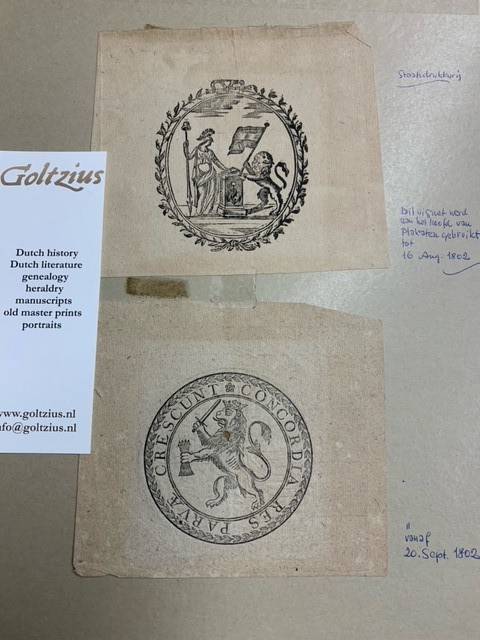 Goltzius
Dutch history
Dutch literature
genealogy
heraldry
manuscripts
old master prints
portraits
www.goltzius.nl
info@goltzius.nl
Staatsdrukkerij
Dit vignet werd
aan het hoofd van
Plakaten gebruikt
tot
16 Aug. 1802
CONCORDIA RES PARVÆ CRESCUNT
"
vanaf
20. Sept. 1802